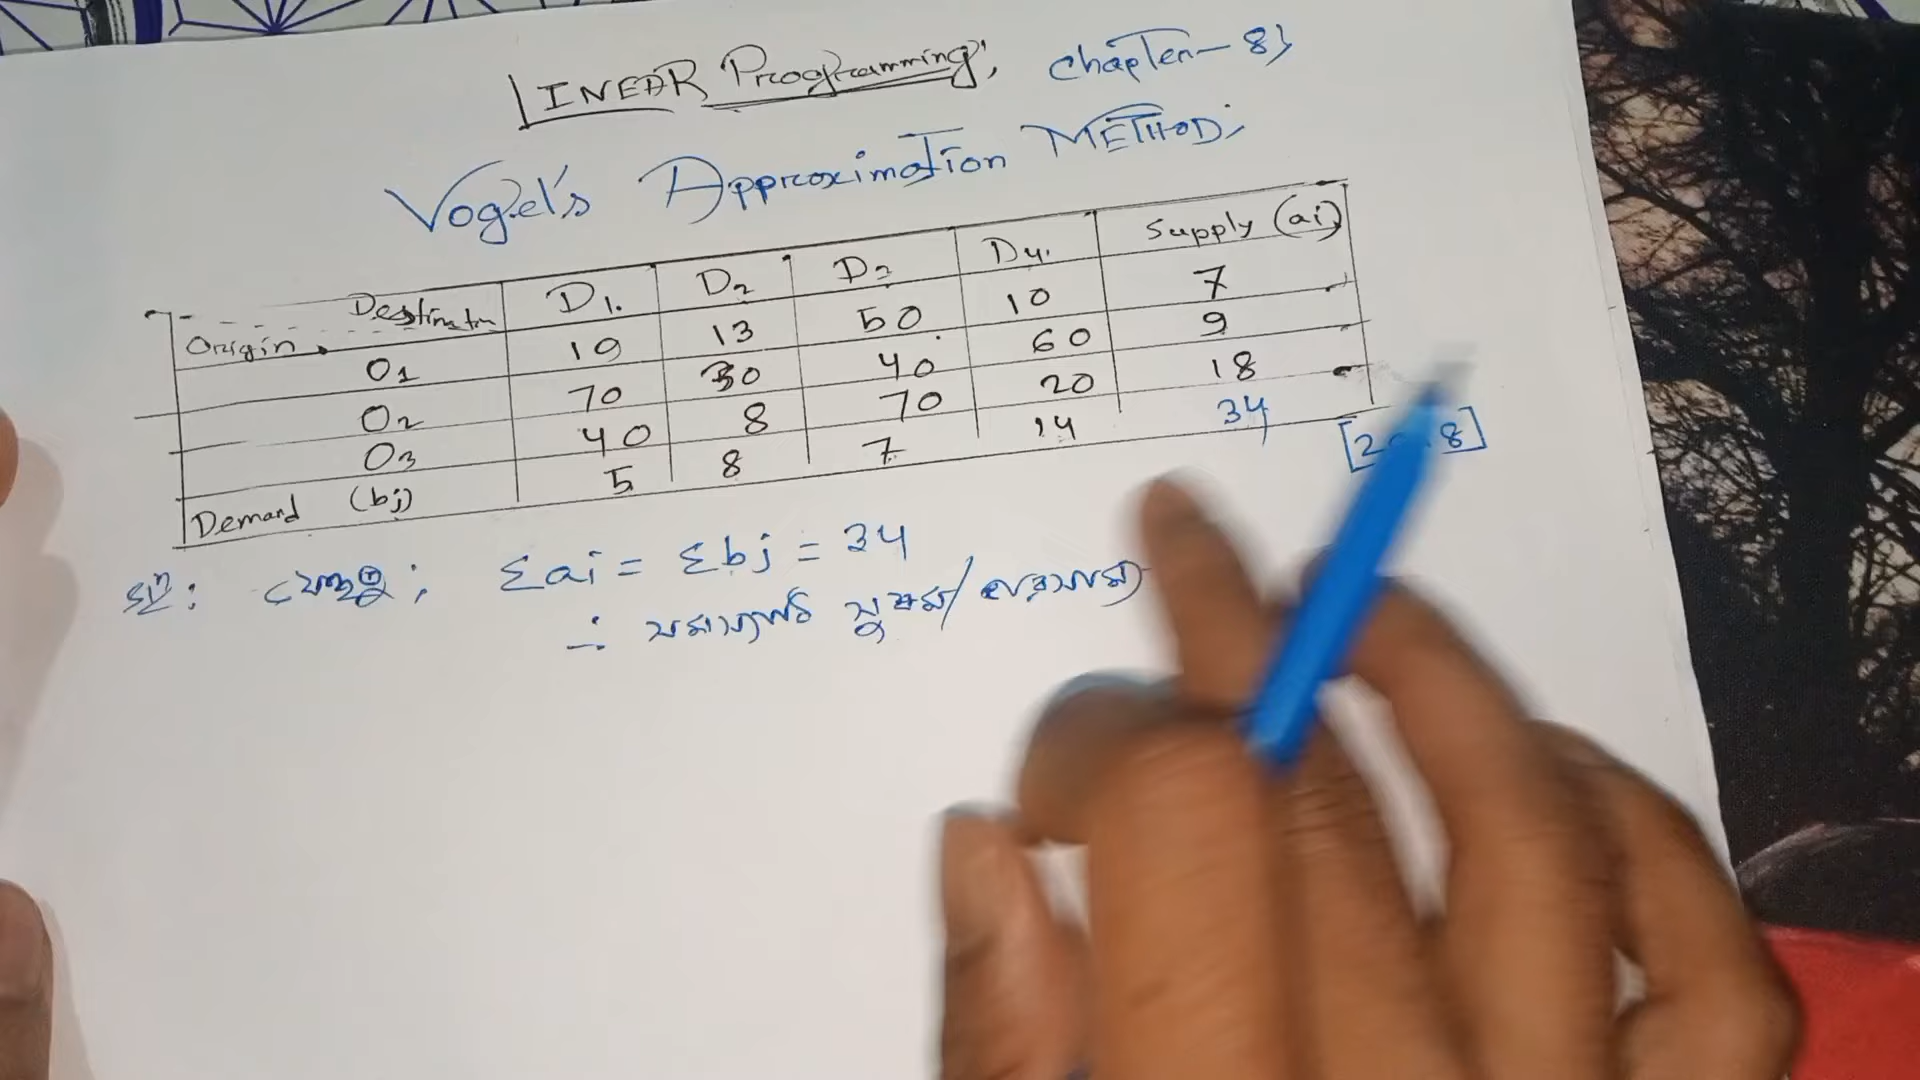 LINEAR Programming, Chapter-8
Vogel's Approximation METHOD;
Destination D1. D2 D3 D4. Supply (ai)
Origin
O1 19 13 50 10 7
O2 70 30 40 60 9
O3 40 8 70 20 18
Demand (bj) 5 8 7 14 34
Σai = Σbj = 34
∴